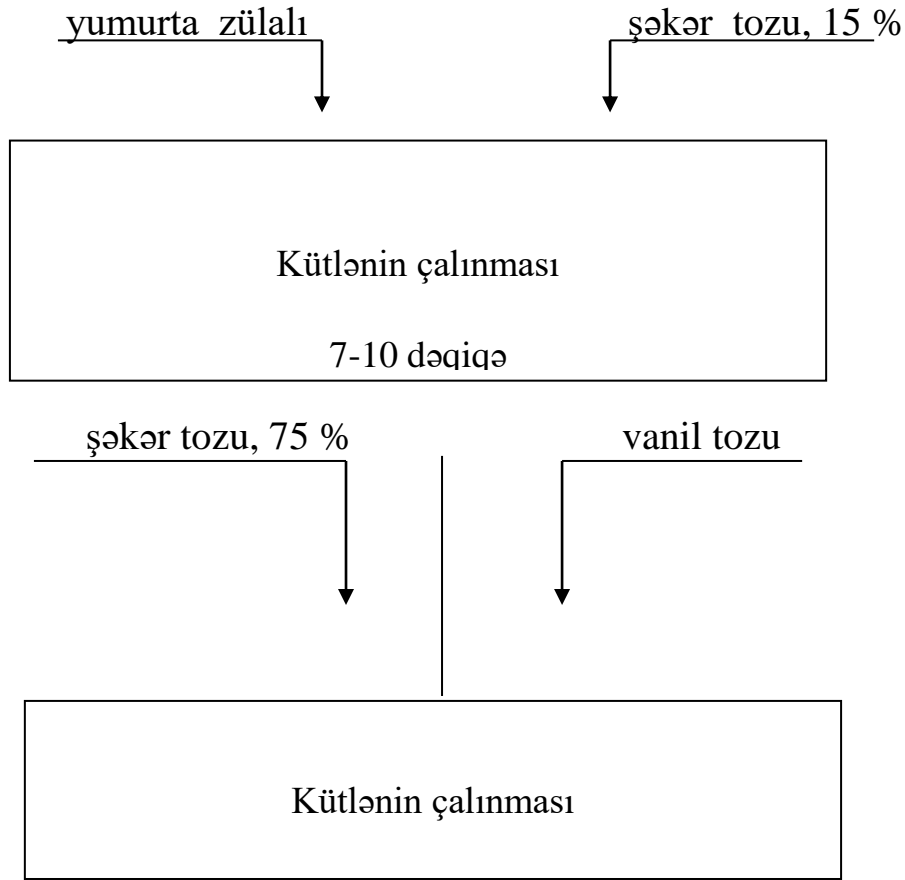 yumurta zülalı
şəkər tozu, 15 %
Kütlənin çalınması
7-10 dəqiqə
şəkər tozu, 75 %
vanil tozu
Kütlənin çalınması